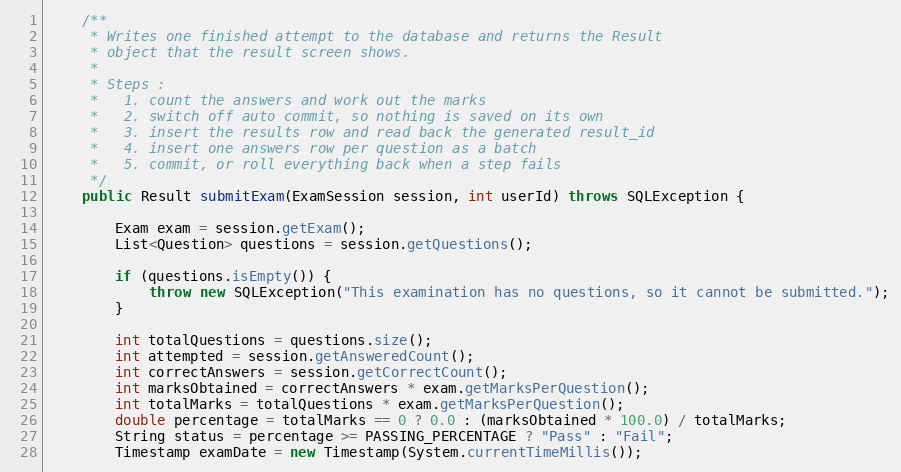 1 /**
2 * Writes one finished attempt to the database and returns the Result
3 * object that the result screen shows.
4 *
5 * Steps :
6 *   1. count the answers and work out the marks
7 *   2. switch off auto commit, so nothing is saved on its own
8 *   3. insert the results row and read back the generated result_id
9 *   4. insert one answers row per question as a batch
10 *   5. commit, or roll everything back when a step fails
11 */
12 public Result submitExam(ExamSession session, int userId) throws SQLException {
13
14 Exam exam = session.getExam();
15 List<Question> questions = session.getQuestions();
16
17 if (questions.isEmpty()) {
18 throw new SQLException("This examination has no questions, so it cannot be submitted.");
19 }
20
21 int totalQuestions = questions.size();
22 int attempted = session.getAnsweredCount();
23 int correctAnswers = session.getCorrectCount();
24 int marksObtained = correctAnswers * exam.getMarksPerQuestion();
25 int totalMarks = totalQuestions * exam.getMarksPerQuestion();
26 double percentage = totalMarks == 0 ? 0.0 : (marksObtained * 100.0) / totalMarks;
27 String status = percentage >= PASSING_PERCENTAGE ? "Pass" : "Fail";
28 Timestamp examDate = new Timestamp(System.currentTimeMillis());